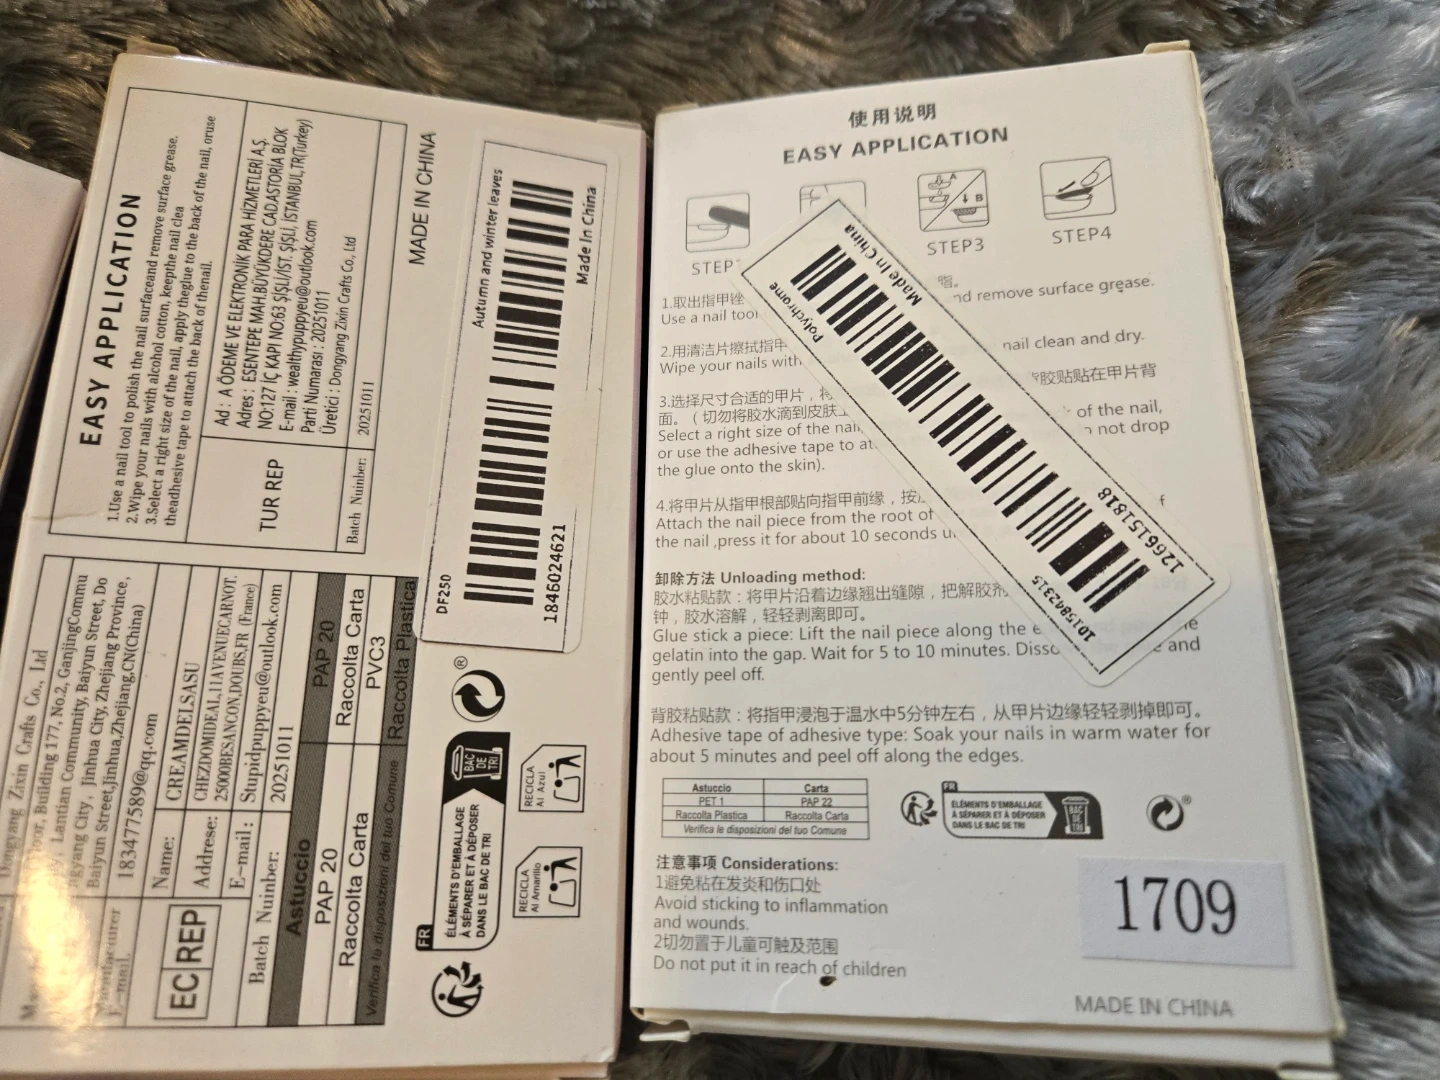 EASY APPLICATION
1.Use a nail tool to polish the nail surfaceand remove surface grease.
2.Wipe your nails with alcohol cotton, keepthe nail clea
3.Select a right size of the nail, apply theglue to the back of the nail, oruse
theadhesive tape to attach the back of thenail.
TUR REP
Ad : A ÖDEME VE ELEKTRONİK PARA HİZMETLERİ A.Ş.
Adres : ESENTEPE MAH.BÜYÜKDERE CAD.ASTORİA BLOK
NO:127 İÇ KAPI NO:63 ŞİŞLİ/İST. ŞİŞLİ, İSTANBUL,TR(Turkey)
E-mail : wealthypuppyeu@outlook.com
Parti Numarası : 20251011
Üretici : Dongyang Zixin Crafts Co., Ltd
Batch Nuinber: 20251011
MADE IN CHINA
Autumn and winter leaves
Made In China
DF250
1846024621
Dongyang Zixin Crafts Co., Ltd
Building 177, No.2, GanjingCommu
Lantian Community, Baiyun Street, Do
City, Jinhua City, Zhejiang Province,
Baiyun Street,Jinhua,Zhejiang,CN(China)
183477589@qq.com
EC REP
Name: CREAMDELSASU
Addrese: CHEZDOMIDEAL,11AVENUECARNOT.
25000BESANCON,DOUBS,FR (France)
E-mail: Stupidpuppyeu@outlook.com
Batch Nuinber: 20251011
Astuccio PAP 20
PAP 20 Raccolta Carta
Raccolta Carta PVC3
Verifica le disposizioni del tuo Comune Raccolta Plastica
FR
ÉLÉMENTS D'EMBALLAGE
À SÉPARER ET À DÉPOSER
DANS LE BAC DE TRI
BAC
DE
TRI
®
RECICLA
Al Amarillo
RECICLA
Al Azul
使用说明
EASY APPLICATION
A
B
STEP
STEP3
STEP4
1.取出指甲锉 脂。
Use a nail tool nd remove surface grease.
2.用清洁片擦拭指甲
Wipe your nails with nail clean and dry.
3.选择尺寸合适的甲片，将 背胶贴贴在甲片背
面。（切勿将胶水滴到皮肤上
Select a right size of the nail, of the nail,
or use the adhesive tape to at not drop
the glue onto the skin).
4.将甲片从指甲根部贴向指甲前缘，按
Attach the nail piece from the root of f
the nail ,press it for about 10 seconds
Polychrome
Made In China
1015842315
1266151818
卸除方法 Unloading method:
胶水粘贴款：将甲片沿着边缘翘出缝隙，把解胶剂
钟，胶水溶解，轻轻剥离即可。
Glue stick a piece: Lift the nail piece along the e
gelatin into the gap. Wait for 5 to 10 minutes. Disso and
gently peel off.
背胶粘贴款：将指甲浸泡于温水中5分钟左右，从甲片边缘轻轻剥掉即可。
Adhesive tape of adhesive type: Soak your nails in warm water for
about 5 minutes and peel off along the edges.
Astuccio Carta
PET 1 PAP 22
Raccolta Plastica Raccolta Carta
Verifica le disposizioni del tuo Comune
FR
ÉLÉMENTS D'EMBALLAGE
À SÉPARER ET À DÉPOSER
DANS LE BAC DE TRI
BAC
DE
TRI
®
注意事项 Considerations:
1避免粘在发炎和伤口处
Avoid sticking to inflammation
and wounds.
2切勿置于儿童可触及范围
Do not put it in reach of children
1709
MADE IN CHINA